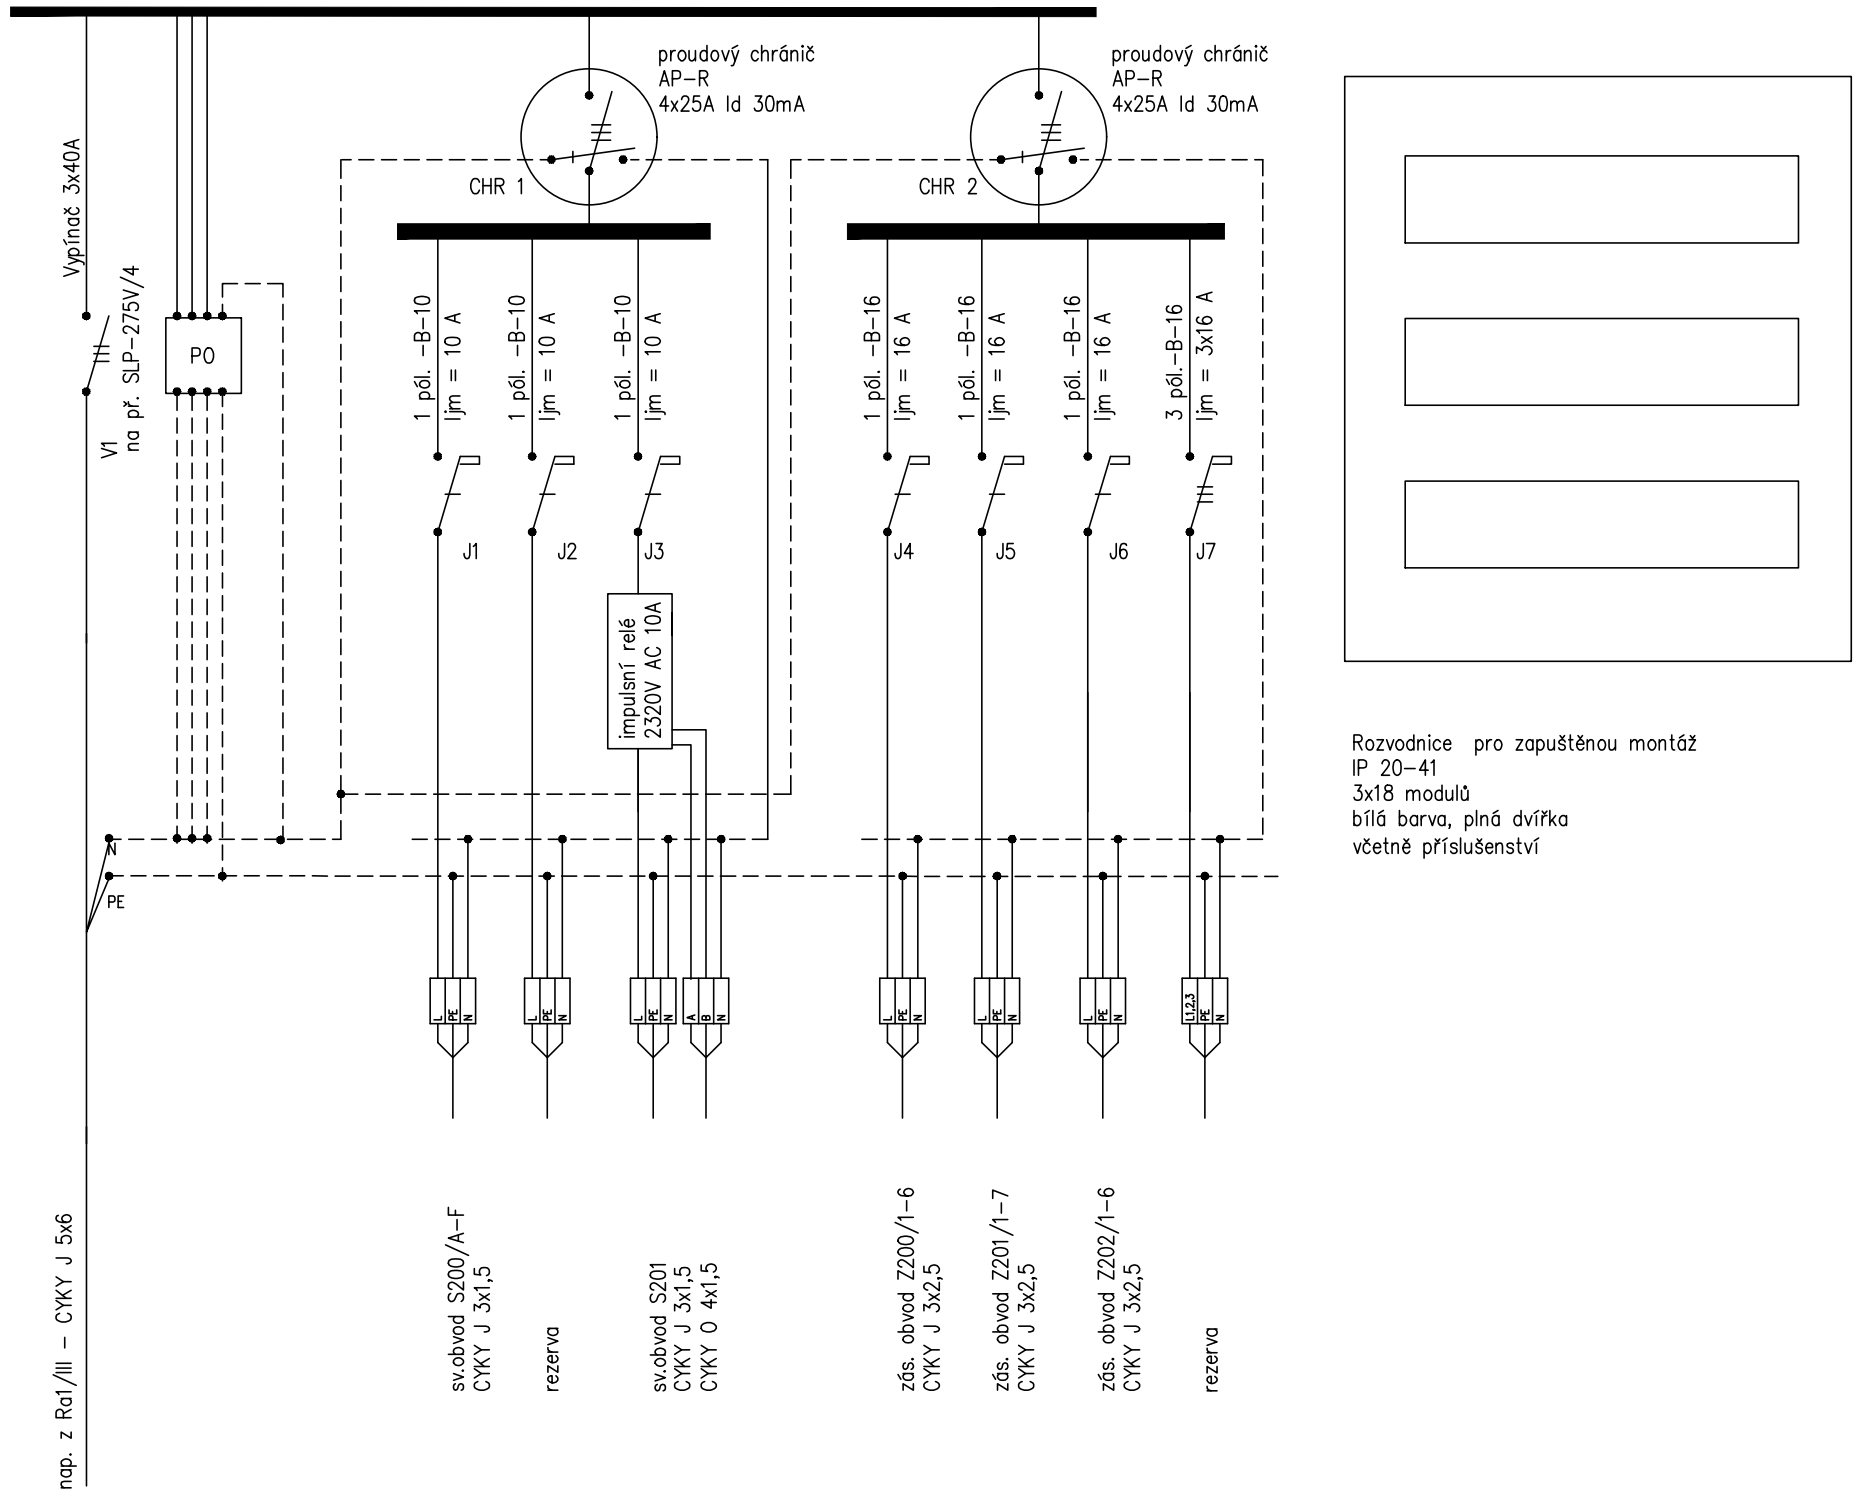 proudový chránič
AP-R
4x25A Id 30mA
CHR 1
proudový chránič
AP-R
4x25A Id 30mA
CHR 2
Vypínač 3x40A
V1
na př. SLP-275V/4
PO
1 pól. -B-10
Ijm = 10 A
1 pól. -B-10
Ijm = 10 A
1 pól. -B-10
Ijm = 10 A
1 pól. -B-16
Ijm = 16 A
1 pól. -B-16
Ijm = 16 A
1 pól. -B-16
Ijm = 16 A
3 pól.-B-16
Ijm = 3x16 A
J1
J2
J3
J4
J5
J6
J7
impulsní relé
2320V AC 10A
Rozvodnice pro zapuštěnou montáž
IP 20-41
3x18 modulů
bílá barva, plná dvířka
včetně příslušenství
N
PE
L
PE
N
L
PE
N
L
PE
N
A
B
N
L
PE
N
L
PE
N
L
PE
N
L1,2,3
PE
N
nap. z Ra1/III - CYKY J 5x6
sv.obvod S200/A-F
CYKY J 3x1,5
rezerva
sv.obvod S201
CYKY J 3x1,5
CYKY O 4x1,5
zás. obvod Z200/1-6
CYKY J 3x2,5
zás. obvod Z201/1-7
CYKY J 3x2,5
zás. obvod Z202/1-6
CYKY J 3x2,5
rezerva